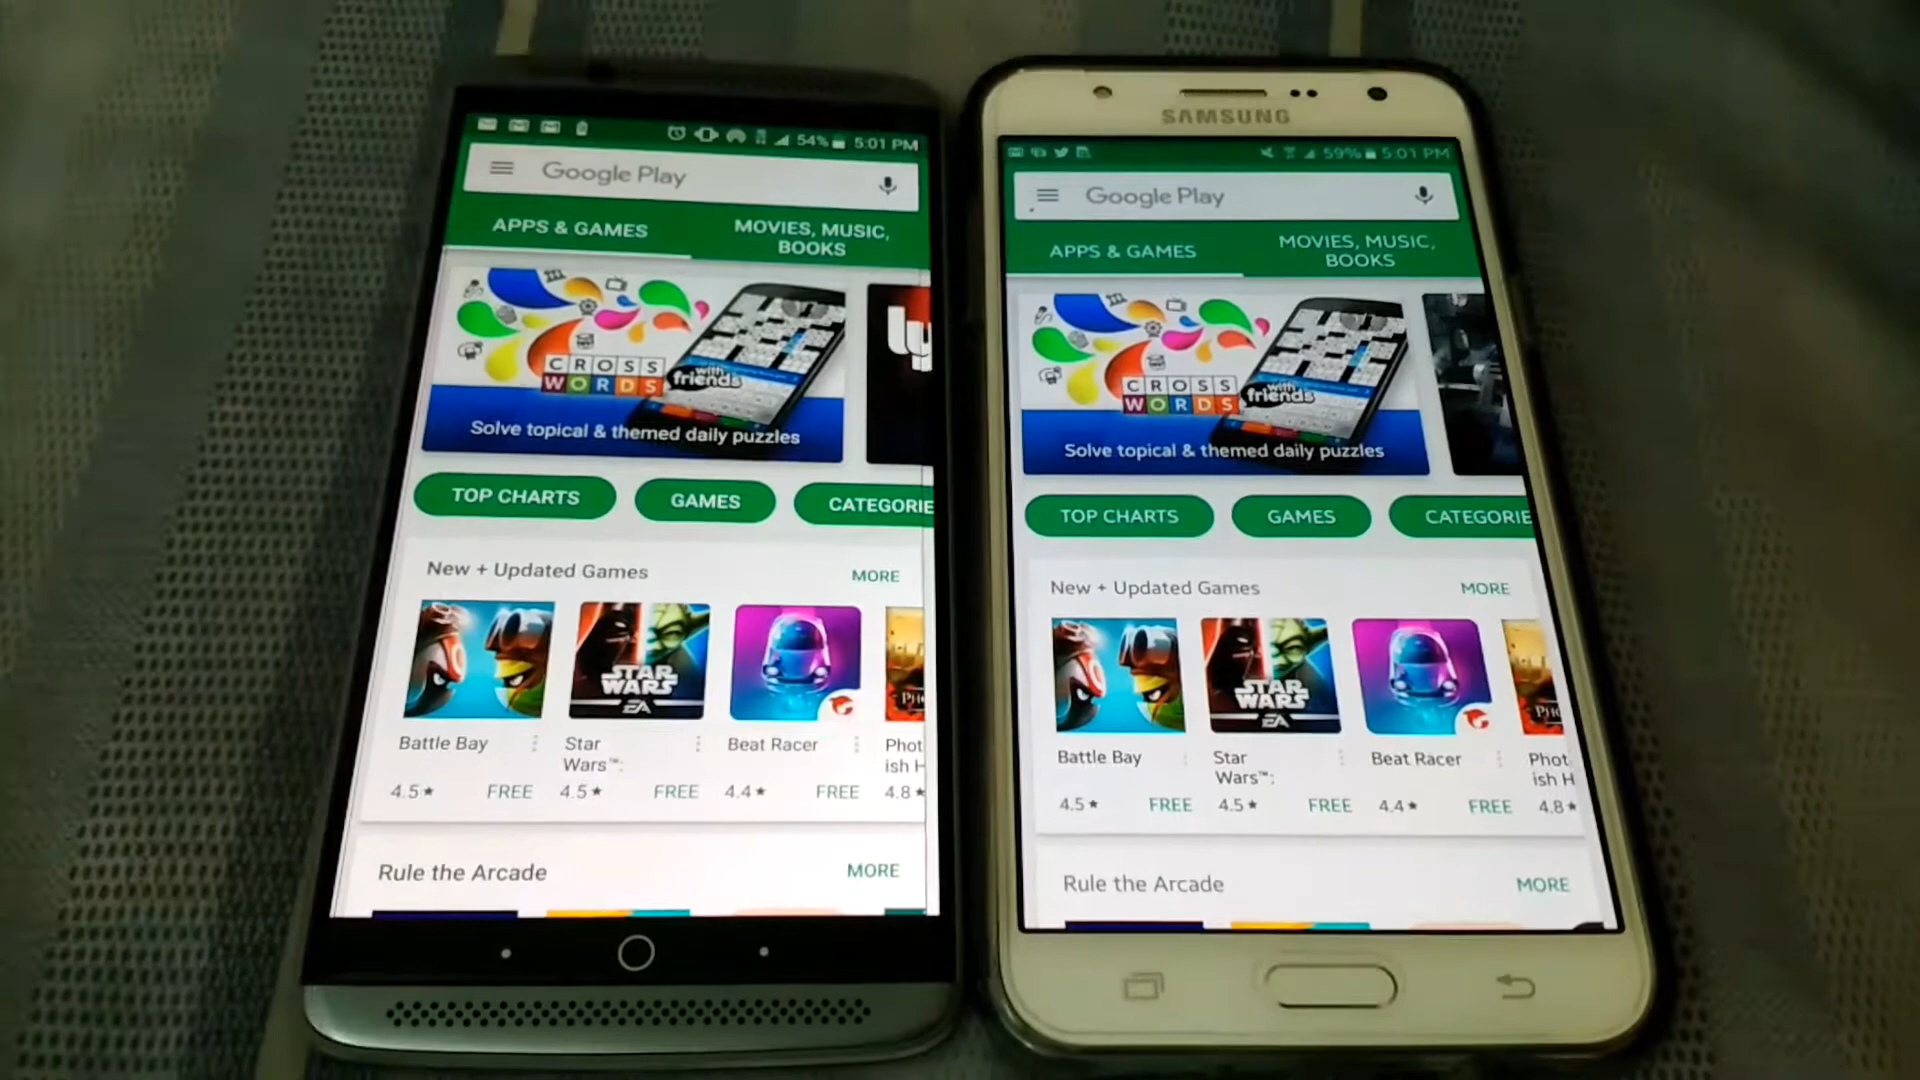 54% 5:01 PM
Google Play
APPS & GAMES
MOVIES, MUSIC,
BOOKS
CROSS
WORDS
with
friends
Solve topical & themed daily puzzles
TOP CHARTS
GAMES
CATEGORIE
New + Updated Games
MORE
STAR
WARS
EA
Battle Bay
Star
Wars™:
Beat Racer
Phot
ish H
4.5★ FREE
4.5★ FREE
4.4★ FREE
4.8★
Rule the Arcade
MORE
SAMSUNG
59% 5:01 PM
Google Play
APPS & GAMES
MOVIES, MUSIC,
BOOKS
CROSS
WORDS
with
friends
Solve topical & themed daily puzzles
TOP CHARTS
GAMES
CATEGORIE
New + Updated Games
MORE
STAR
WARS
EA
Battle Bay
Star
Wars™:
Beat Racer
Phot
ish H
4.5★ FREE
4.5★ FREE
4.4★ FREE
4.8★
Rule the Arcade
MORE